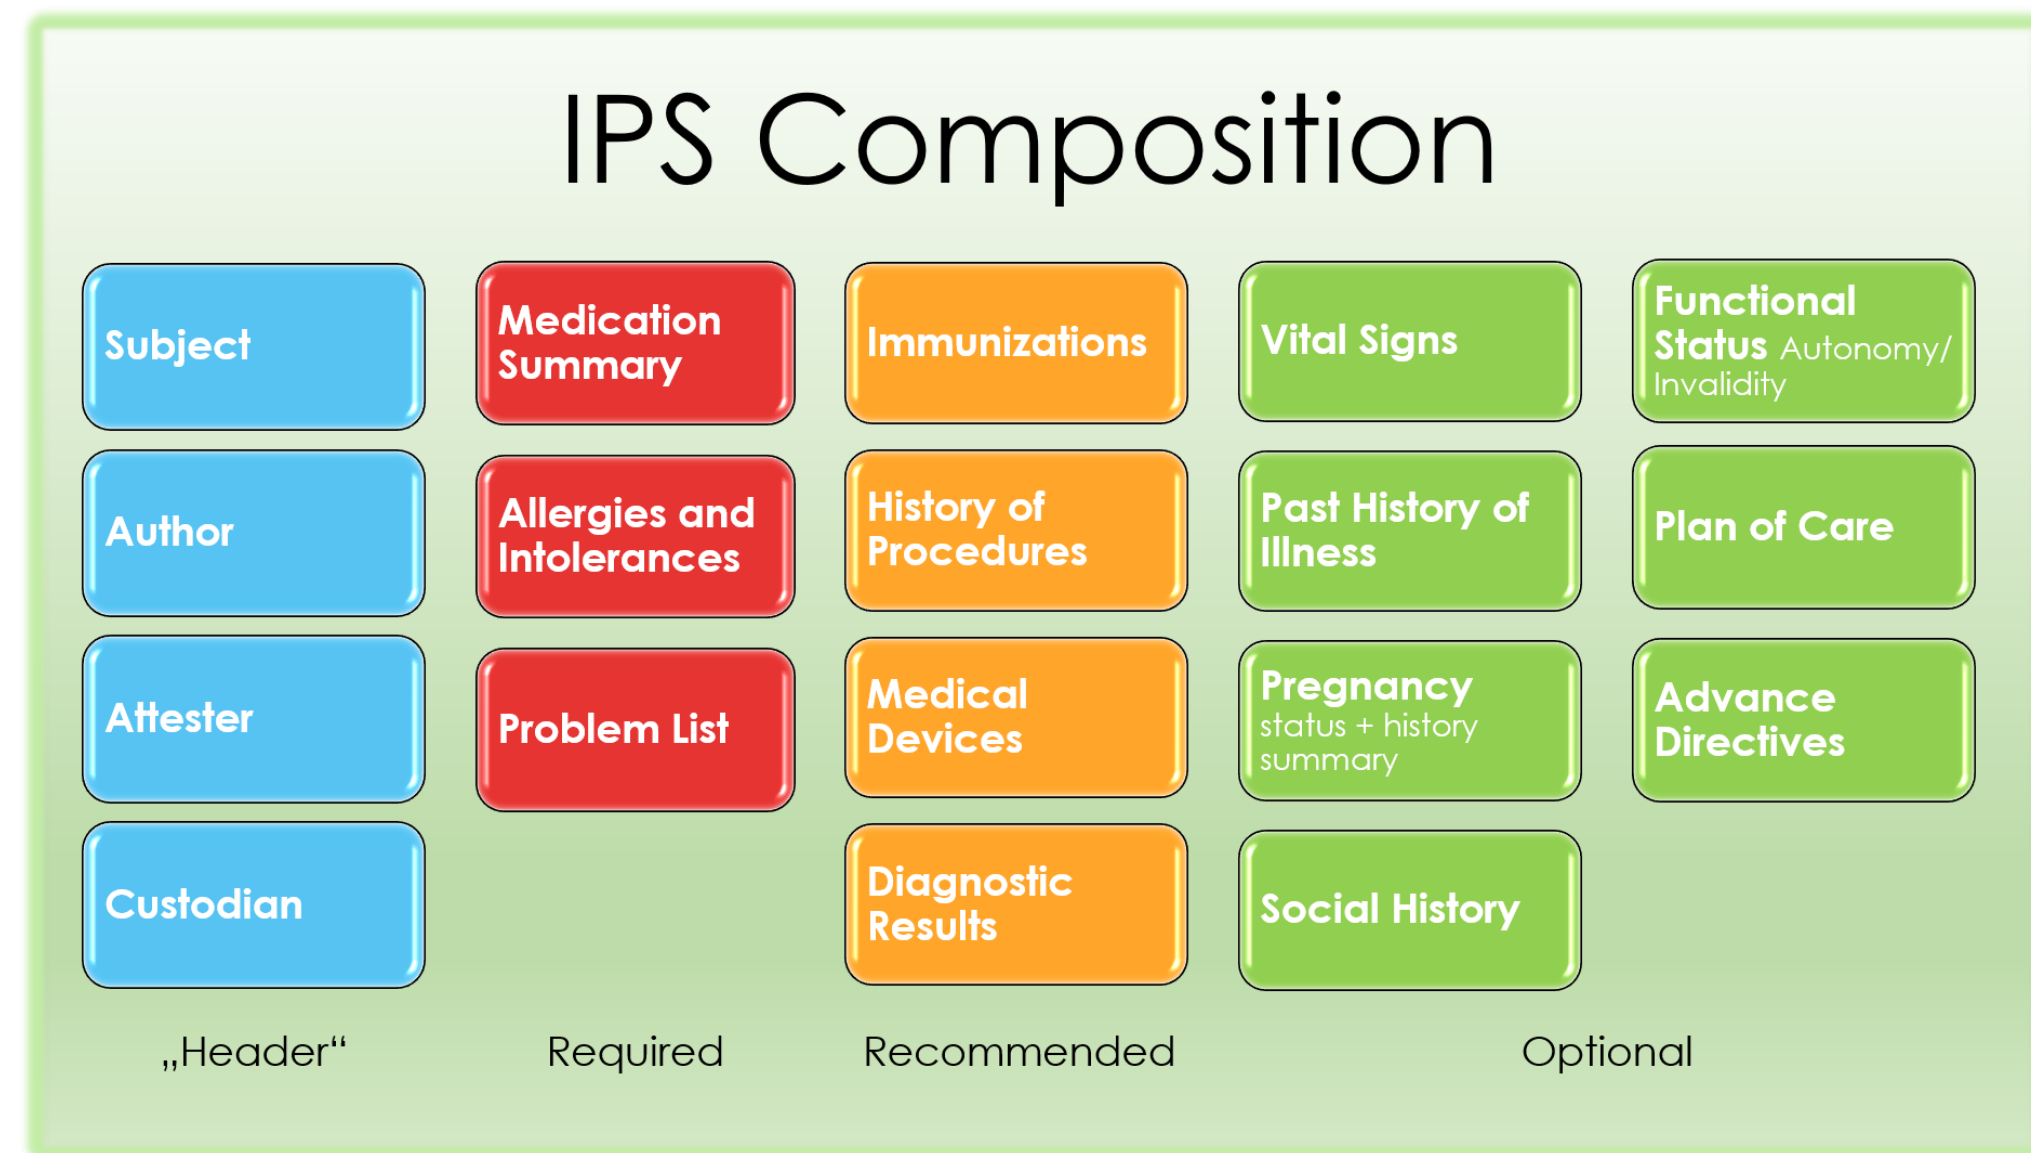 IPS Composition
Subject
Author
Attester
Custodian
„Header“
Medication
Summary
Allergies and
Intolerances
Problem List
Required
Immunizations
History of
Procedures
Medical
Devices
Diagnostic
Results
Recommended
Vital Signs
Past History of
Illness
Pregnancy
status + history
summary
Social History
Functional
Status Autonomy/
Invalidity
Plan of Care
Advance
Directives
Optional